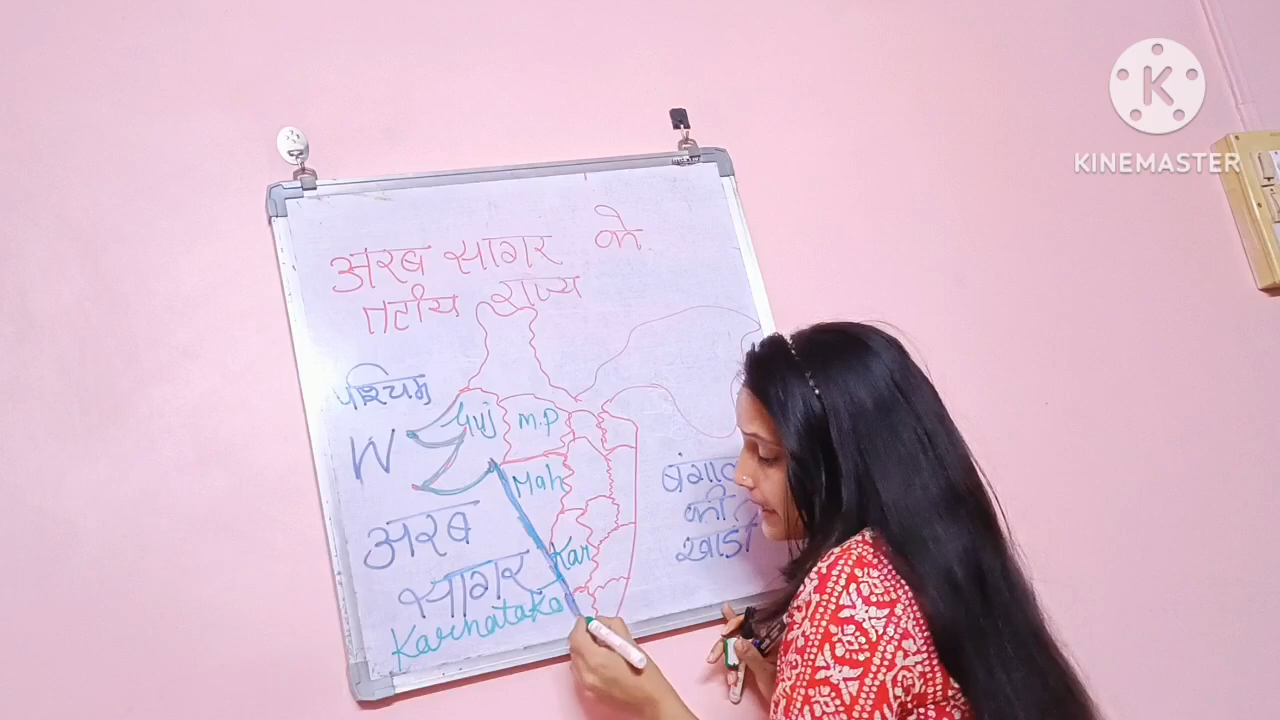 अरब सागर के
तटीय राज्य
पश्चिम
W
Guj
M.P
Mah
Kar
अरब
सागर
Karnataka
की
खाड़ी
K
KINEMASTER